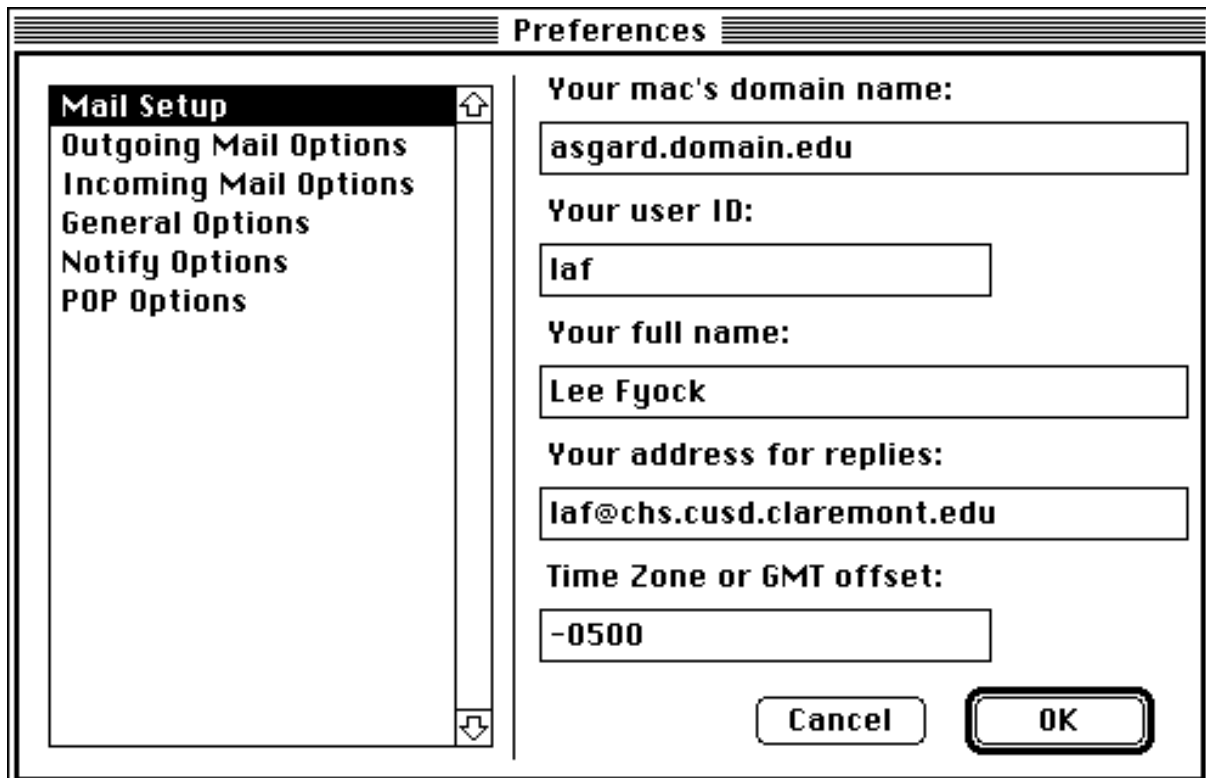 Preferences
Mail Setup
Outgoing Mail Options
Incoming Mail Options
General Options
Notify Options
POP Options
Your mac's domain name:
asgard.domain.edu
Your user ID:
laf
Your full name:
Lee Fyock
Your address for replies:
laf@chs.cusd.claremont.edu
Time Zone or GMT offset:
-0500
Cancel
OK